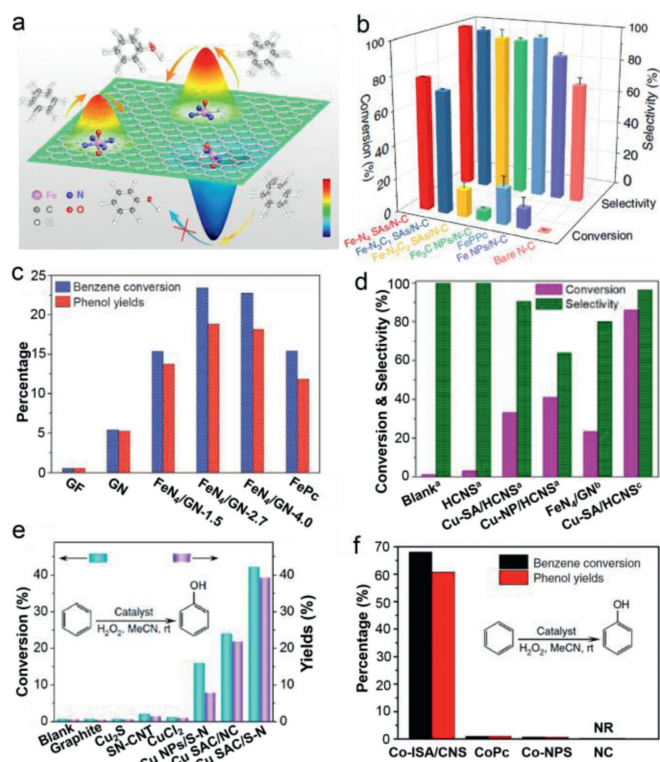 a
Fe
N
C
O
H
b
Conversion (%)
100
80
60
40
20
0
100
80
60
40
20
0
Selectivity (%)
Fe-N₄ SAs/N-C
Fe-N₃C₁ SAs/N-C
Fe-N₂C₂ SAs/N-C
Fe₃C NPs/N-C
FePPc
Fe NPs/N-C
Bare N-C
Selectivity
Conversion
c
Percentage
25
20
15
10
5
0
Benzene conversion
Phenol yields
GF
GN
FeN₄/GN-1.5
FeN₄/GN-2.7
FeN₄/GN-4.0
FePc
d
Conversion & Selectivity (%)
100
80
60
40
20
0
Conversion
Selectivity
Blankᵃ
HCNSᵃ
Cu-SA/HCNSᵃ
Cu-NP/HCNSᵃ
FeN₄/GNᵇ
Cu-SA/HCNSᶜ
e
Conversion (%)
40
30
20
10
0
40
30
20
10
0
Yields (%)
OH
Catalyst
H₂O₂, MeCN, rt
Blank
Graphite
Cu₂S
SN-CNT
CuCl₂
Cu NPs/S-N
Cu SAC/NC
Cu SAC/S-N
f
Percentage (%)
70
60
50
40
30
20
10
0
Benzene conversion
Phenol yields
OH
Catalyst
H₂O₂, MeCN, rt
NR
Co-ISA/CNS
CoPc
Co-NPS
NC